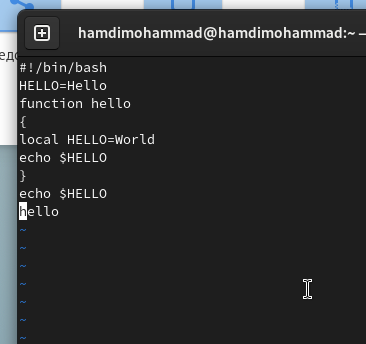 hamdimohammad@hamdimohammad:~ —
#!/bin/bash
HELLO=Hello
function hello
{
local HELLO=World
echo $HELLO
}
echo $HELLO
hello
~
~
~
~
~
~
~